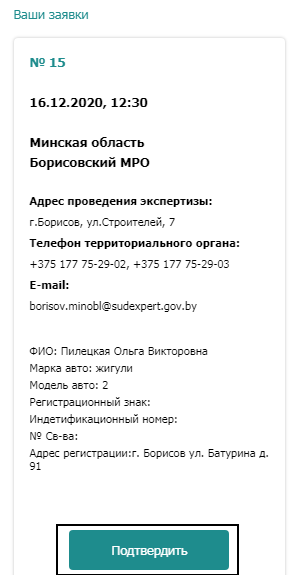 Ваши заявки
№ 15
16.12.2020, 12:30
Минская область
Борисовский МРО
Адрес проведения экспертизы:
г.Борисов, ул.Строителей, 7
Телефон территориального органа:
+375 177 75-29-02, +375 177 75-29-03
E-mail:
borisov.minobl@sudexpert.gov.by
ФИО: Пилецкая Ольга Викторовна
Марка авто: жигули
Модель авто: 2
Регистрационный знак:
Индетификационный номер:
№ Св-ва:
Адрес регистрации:г. Борисов ул. Батурина д.
91
Подтвердить